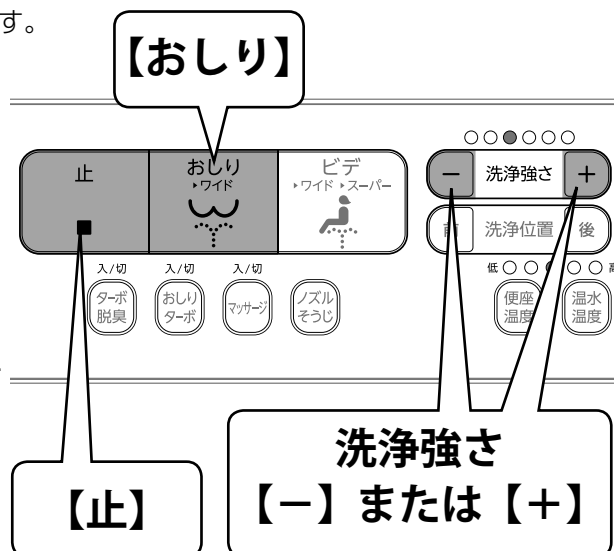 す。
【おしり】
止
おしり
▸ワイド
ビデ
▸ワイド ▸スーパー
− 洗浄強さ +
前 洗浄位置 後
入/切 入/切 入/切
低
ターボ
脱臭
おしり
ターボ
マッサージ
ノズル
そうじ
便座
温度
温水
温度
【止】
洗浄強さ
【−】または【+】